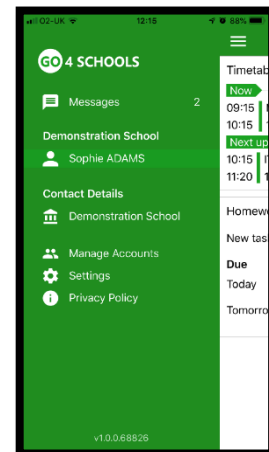 O2-UK 12:15 88%
GO 4 SCHOOLS
Messages 2
Demonstration School
Sophie ADAMS
Contact Details
Demonstration School
Manage Accounts
Settings
Privacy Policy
v1.0.0.68826
Timetab
Now
09:15
10:15
Next up
10:15
11:20
Homewo
New tas
Due
Today
Tomorro